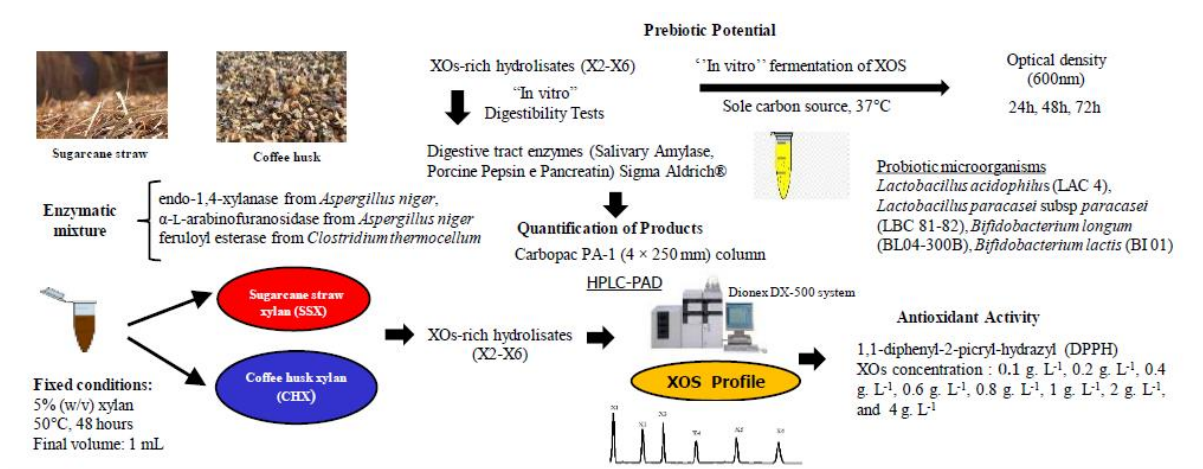 Prebiotic Potential
XOs-rich hydrolisates (X2-X6)
‘’In vitro’’ fermentation of XOS
Sole carbon source, 37°C
Optical density
(600nm)
24h, 48h, 72h
“In vitro”
Digestibility Tests
Sugarcane straw
Coffee husk
Digestive tract enzymes (Salivary Amylase,
Porcine Pepsin e Pancreatin) Sigma Aldrich®
Probiotic microorganisms
Lactobacillus acidophilus (LAC 4),
Lactobacillus paracasei subsp paracasei
(LBC 81-82), Bifidobacterium longum
(BL04-300B), Bifidobacterium lactis (BI 01)
Enzymatic
mixture
endo-1,4-xylanase from Aspergillus niger,
α-L-arabinofuranosidase from Aspergillus niger
feruloyl esterase from Clostridium thermocellum
Quantification of Products
Carbopac PA-1 (4 × 250 mm) column
HPLC-PAD
Dionex DX-500 system
Sugarcane straw
xylan (SSX)
Coffee husk xylan
(CHX)
XOs-rich hydrolisates
(X2-X6)
Fixed conditions:
5% (w/v) xylan
50°C, 48 hours
Final volume: 1 mL
XOS Profile
X1
X2
X3
X4
X5
X6
Antioxidant Activity
1,1-diphenyl-2-picryl-hydrazyl (DPPH)
XOs concentration : 0.1 g. L-1, 0.2 g. L-1, 0.4
g. L-1, 0.6 g. L-1, 0.8 g. L-1, 1 g. L-1, 2 g. L-1,
and 4 g. L-1